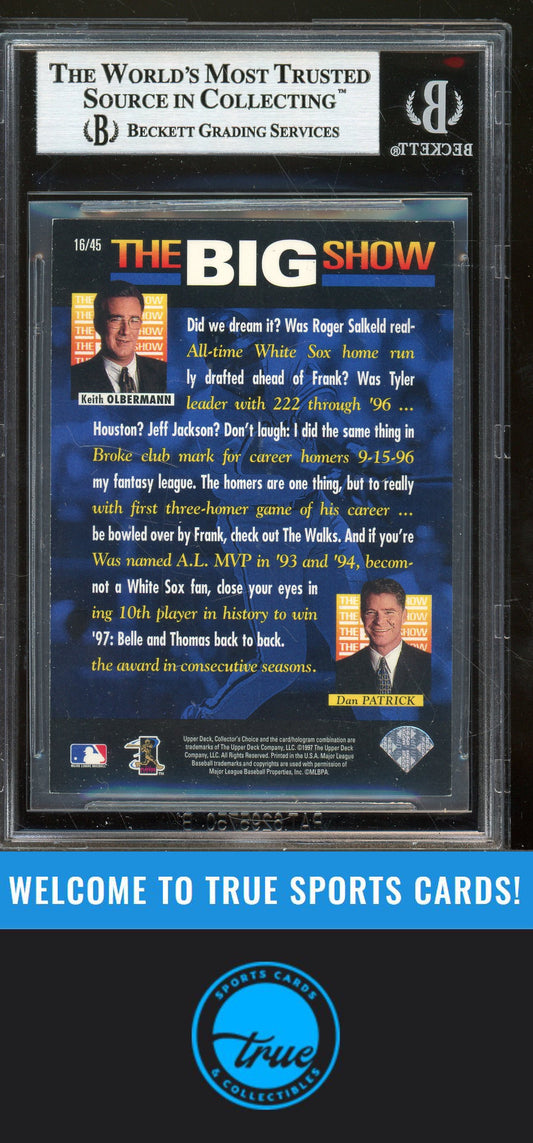 THE WORLD'S MOST TRUSTED
SOURCE IN COLLECTING™
B BECKETT GRADING SERVICES
B
BECKETT®
16/45
THE BIG SHOW
Did we dream it? Was Roger Salkeld real-
All-time White Sox home run
ly drafted ahead of Frank? Was Tyler
leader with 222 through '96 ...
Houston? Jeff Jackson? Don't laugh: I did the same thing in
Broke club mark for career homers 9-15-96
my fantasy league. The homers are one thing, but to really
with first three-homer game of his career ...
be bowled over by Frank, check out The Walks. And if you're
Was named A.L. MVP in '93 and '94, becom-
not a White Sox fan, close your eyes in
ing 10th player in history to win
'97: Belle and Thomas back to back.
the award in consecutive seasons.
Keith OLBERMANN
Dan PATRICK
Upper Deck, Collector's Choice and the card/hologram combination are
trademarks of The Upper Deck Company, LLC. ©1997 The Upper Deck
Company, LLC. All Rights Reserved. Printed in the U.S.A. Major League
Baseball trademarks and copyrights are used with permission of
Major League Baseball Properties, Inc. ©MLBPA.
WELCOME TO TRUE SPORTS CARDS!
SPORTS CARDS
true
& COLLECTIBLES